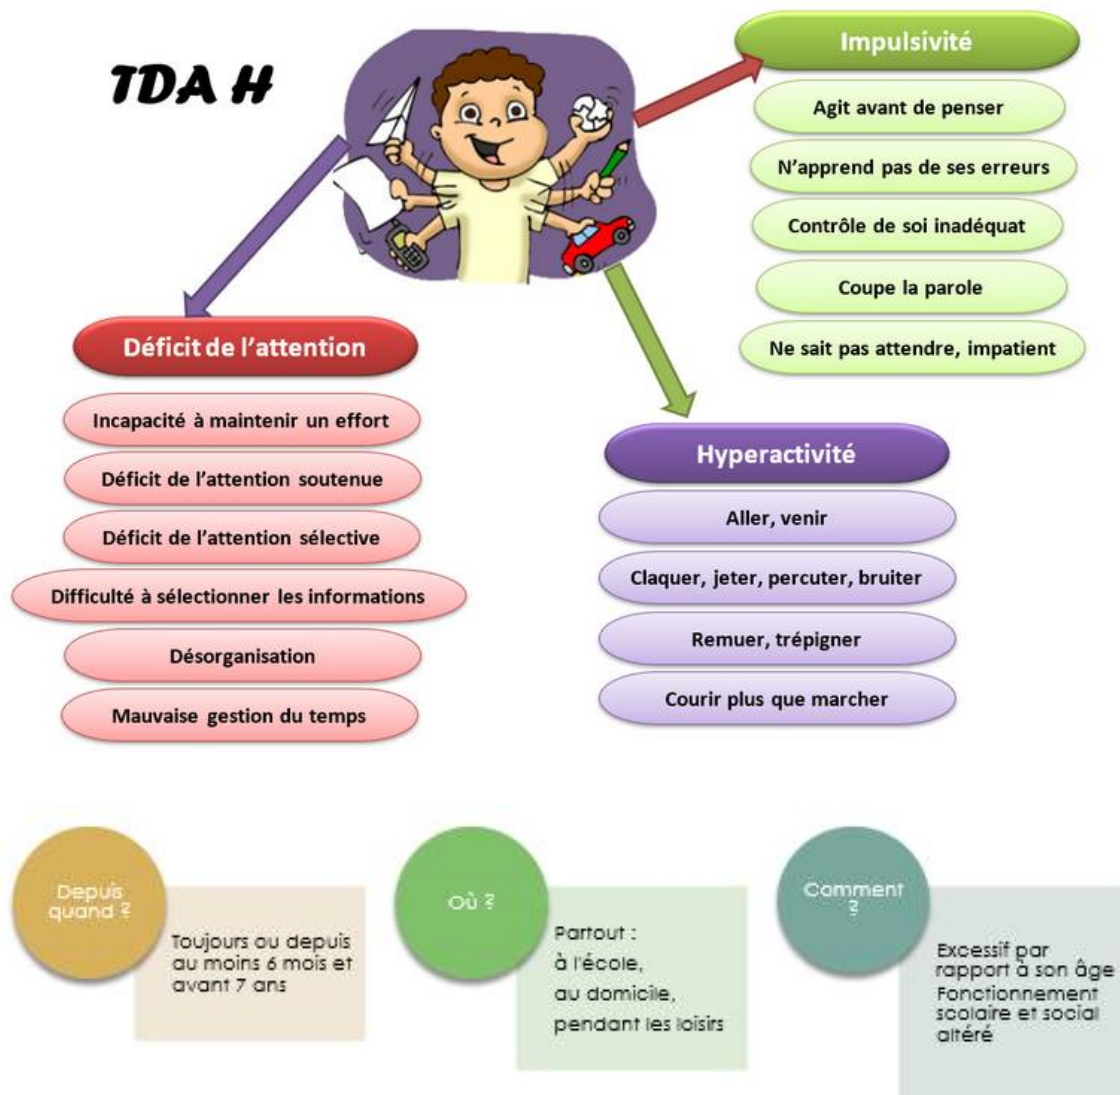 TDA H
Impulsivité
Agit avant de penser
N'apprend pas de ses erreurs
Contrôle de soi inadéquat
Coupe la parole
Ne sait pas attendre, impatient
Déficit de l'attention
Incapacité à maintenir un effort
Déficit de l'attention soutenue
Déficit de l'attention sélective
Difficulté à sélectionner les informations
Désorganisation
Mauvaise gestion du temps
Hyperactivité
Aller, venir
Claquer, jeter, percuter, bruiter
Remuer, trépigner
Courir plus que marcher
Depuis
quand ?
Toujours ou depuis
au moins 6 mois et
avant 7 ans
Où ?
Partout :
à l'école,
au domicile,
pendant les loisirs
Comment
?
Excessif par
rapport à son âge
Fonctionnement
scolaire et social
altéré